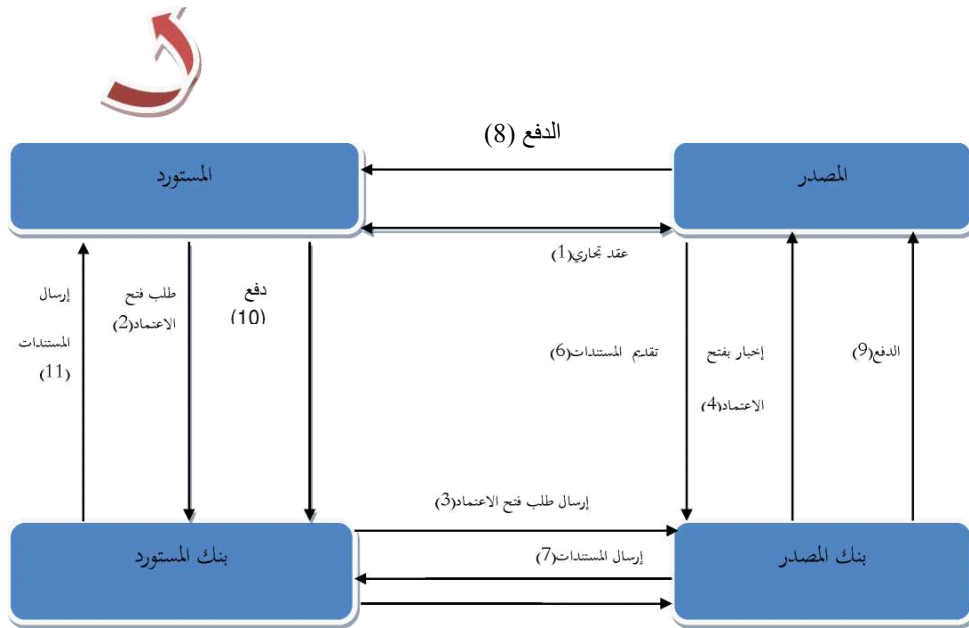 الدفع (8)
المصدر
المستورد
عقد تجاري(1)
إرسال
المستندات
(11)
طلب فتح
الاعتماد(2)
دفع
(10)
تقديم المستندات(6)
إخبار بفتح
الاعتماد(4)
الدفع(9)
إرسال طلب فتح الاعتماد(3)
إرسال المستندات(7)
بنك المصدر
بنك المستورد